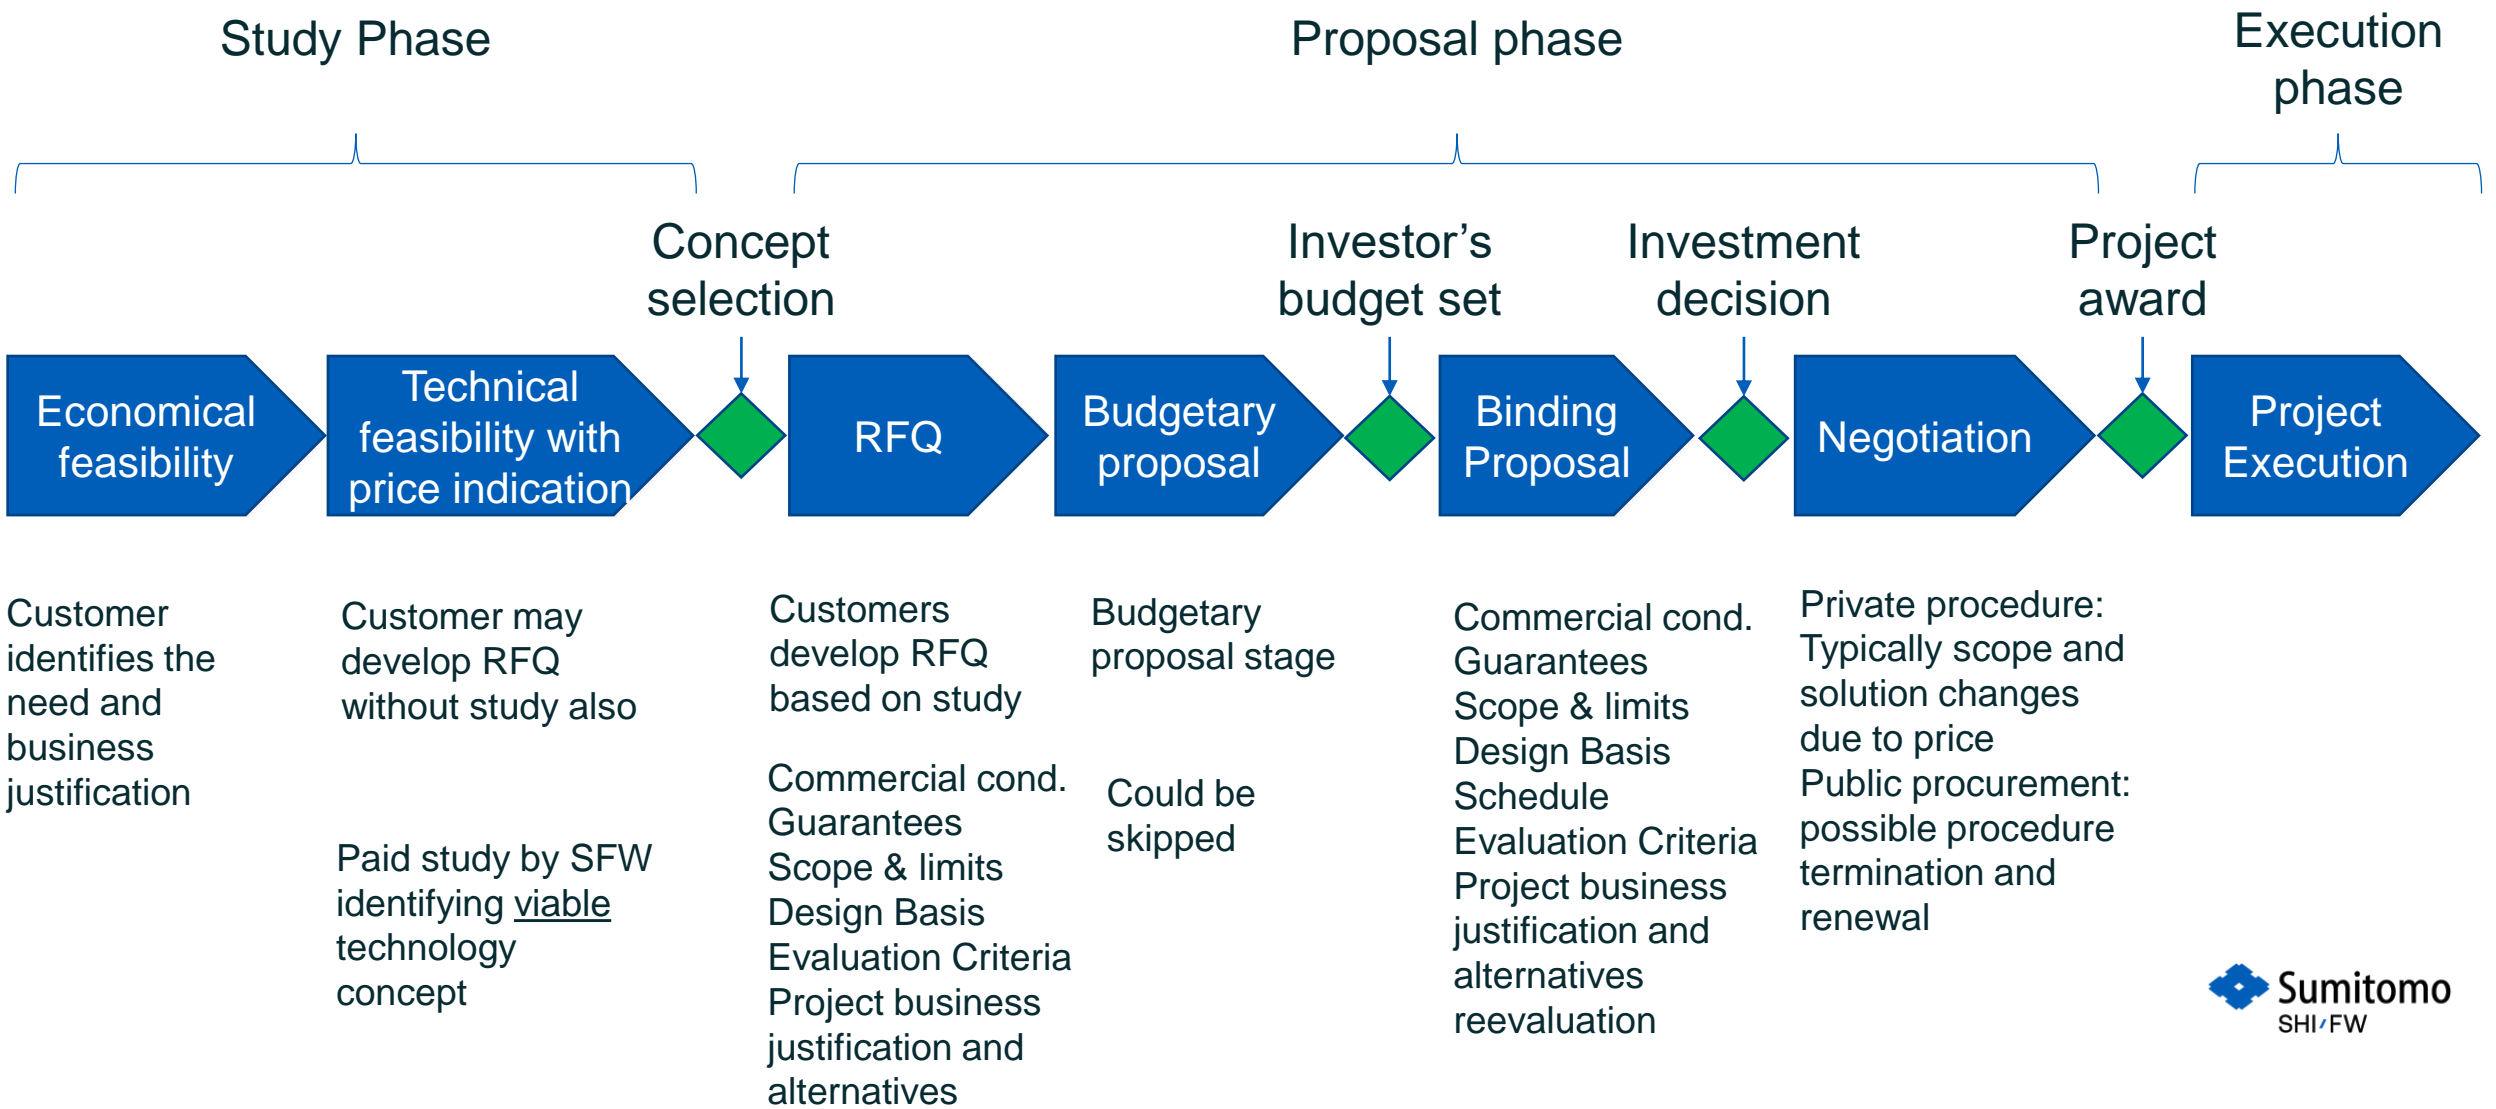 Study Phase
Proposal phase
Execution
phase
Concept
selection
Investor’s
budget set
Investment
decision
Project
award
Economical
feasibility
Technical
feasibility with
price indication
RFQ
Budgetary
proposal
Binding
Proposal
Negotiation
Project
Execution
Customer
identifies the
need and
business
justification
Customer may
develop RFQ
without study also
Paid study by SFW
identifying viable
technology
concept
Customers
develop RFQ
based on study
Commercial cond.
Guarantees
Scope & limits
Design Basis
Evaluation Criteria
Project business
justification and
alternatives
Budgetary
proposal stage
Could be
skipped
Commercial cond.
Guarantees
Scope & limits
Design Basis
Schedule
Evaluation Criteria
Project business
justification and
alternatives
reevaluation
Private procedure:
Typically scope and
solution changes
due to price
Public procurement:
possible procedure
termination and
renewal
Sumitomo
SHI/FW